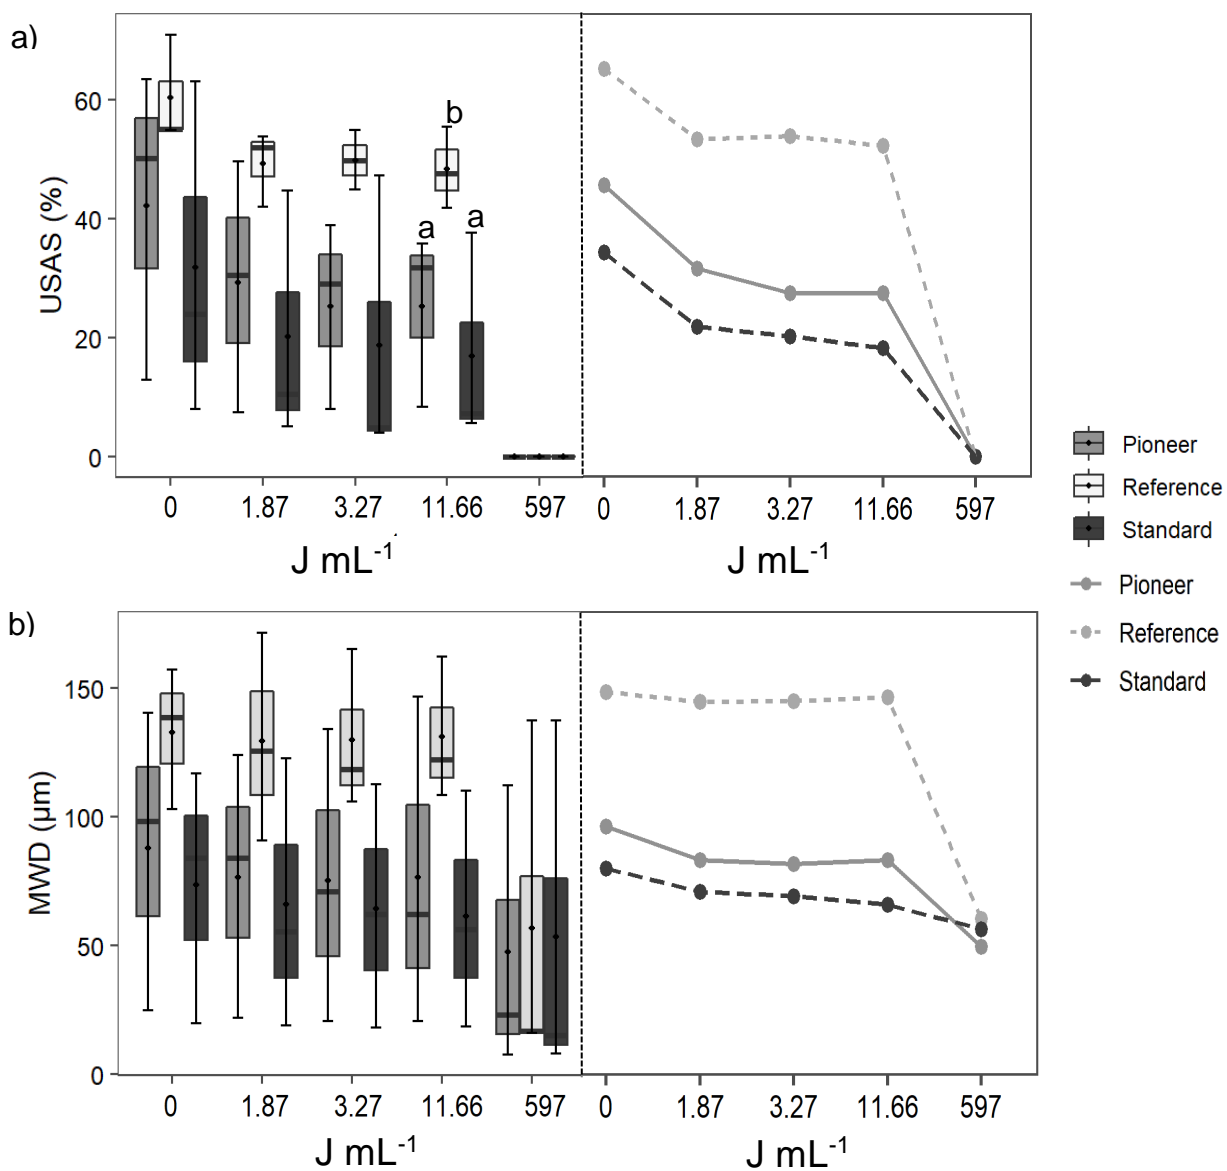 a)
USAS (%)
60
40
20
0
b
a
a
0 1.87 3.27 11.66 597
J mL-1
0 1.87 3.27 11.66 597
J mL-1
Pioneer
Reference
Standard
Pioneer
Reference
Standard
b)
MWD (µm)
150
100
50
0
0 1.87 3.27 11.66 597
J mL-1
0 1.87 3.27 11.66 597
J mL-1